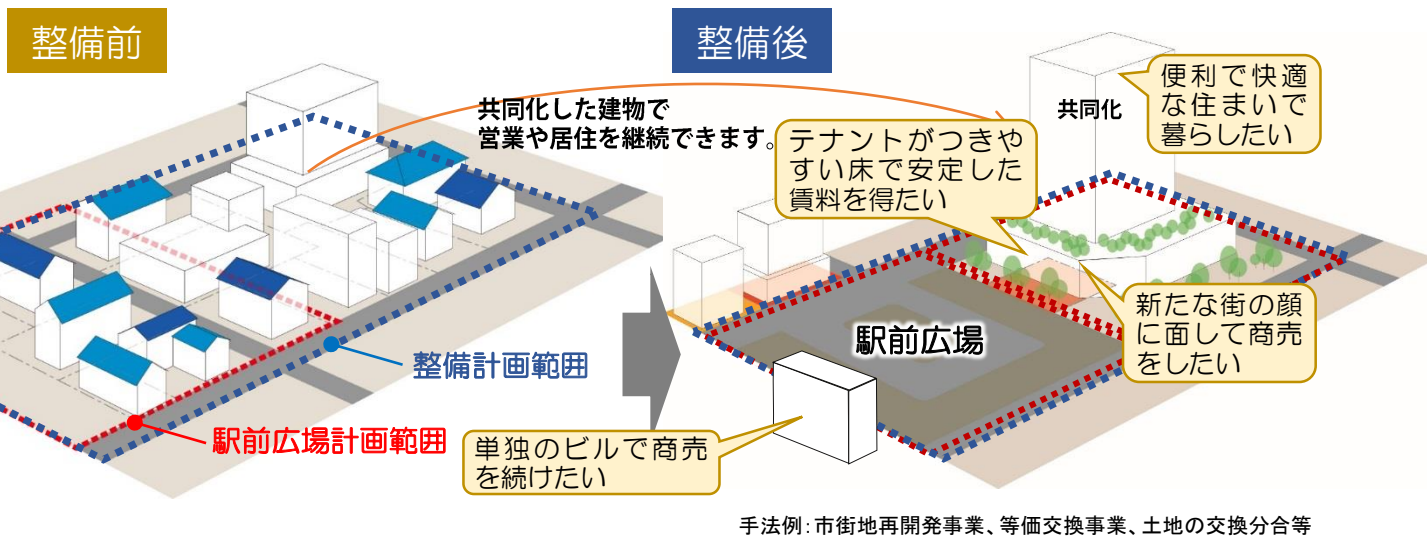 整備前
整備後
共同化した建物で
営業や居住を継続できます。
共同化
便利で快適
な住まいで
暮らしたい
テナントがつきや
すい床で安定した
賃料を得たい
新たな街の顔
に面して商売
をしたい
駅前広場
整備計画範囲
駅前広場計画範囲
単独のビルで商売
を続けたい
手法例：市街地再開発事業、等価交換事業、土地の交換分合等